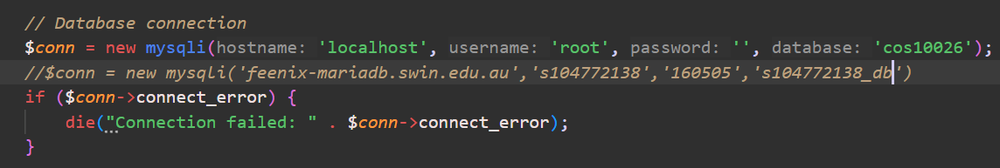 // Database connection
$conn = new mysqli(hostname: 'localhost', username: 'root', password: '', database: 'cos10026');
//$conn = new mysqli('feenix-mariadb.swin.edu.au','s104772138','160505','s104772138_db')
if ($conn->connect_error) {
    die("Connection failed: " . $conn->connect_error);
}